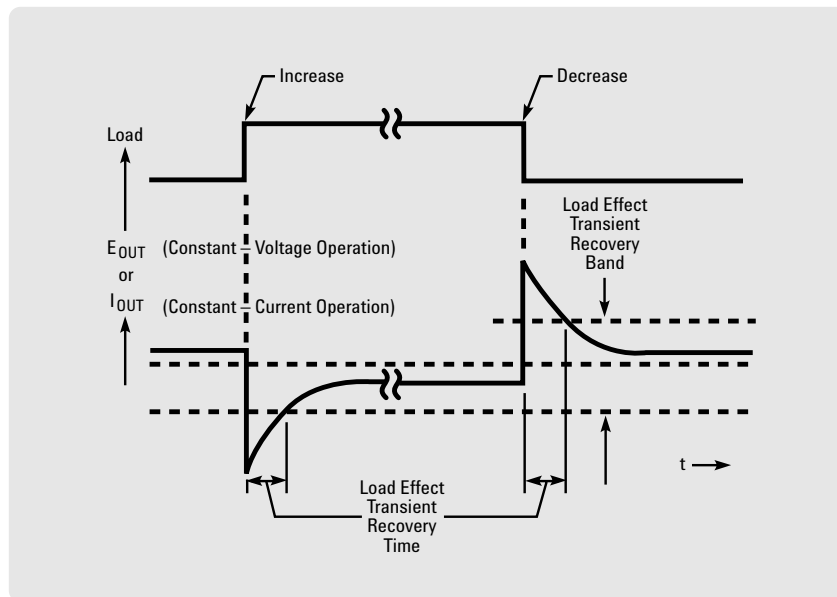 Increase
Decrease
Load
Load Effect
Transient
Recovery
Band
EOUT (Constant – Voltage Operation)
or
IOUT (Constant – Current Operation)
t
Load Effect
Transient
Recovery
Time